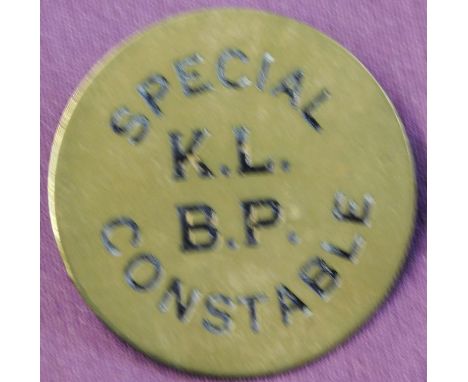 SPECIAL
K.L.
B.P.
CONSTABLE